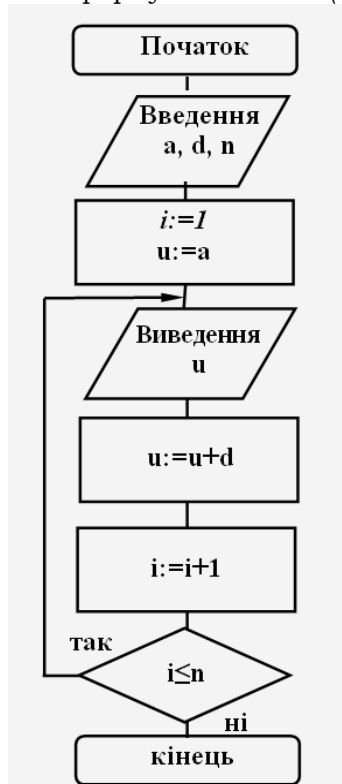 Початок
Введення
a, d, n
i:=1
u:=a
Виведення
u
u:=u+d
i:=i+1
так
i≤n
ні
кінець